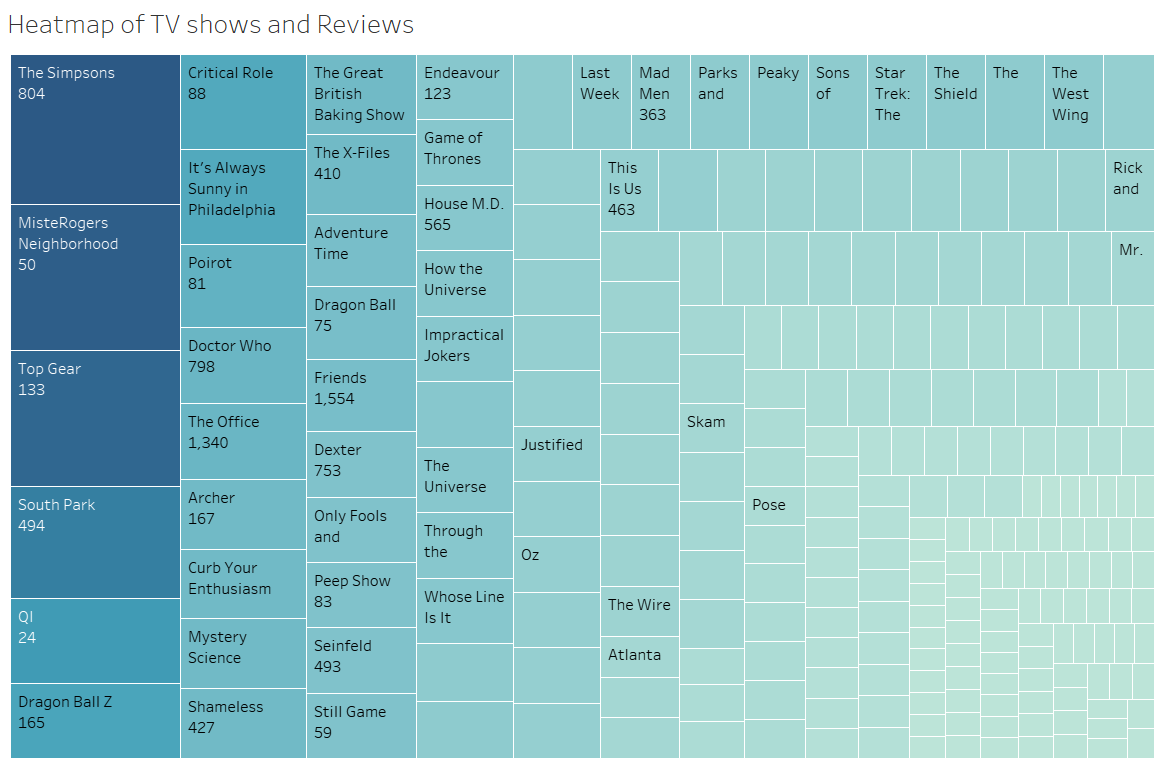 Heatmap of TV shows and Reviews
The Simpsons
804
MisteRogers
Neighborhood
50
Top Gear
133
South Park
494
QI
24
Dragon Ball Z
165
Critical Role
88
It's Always
Sunny in
Philadelphia
Poirot
81
Doctor Who
798
The Office
1,340
Archer
167
Curb Your
Enthusiasm
Mystery
Science
Shameless
427
The Great
British
Baking Show
The X-Files
410
Adventure
Time
Dragon Ball
75
Friends
1,554
Dexter
753
Only Fools
and
Peep Show
83
Seinfeld
493
Still Game
59
Endeavour
123
Game of
Thrones
House M.D.
565
How the
Universe
Impractical
Jokers
The
Universe
Through
the
Whose Line
Is It
Justified
Oz
Last
Week
Mad
Men
363
Parks
and
Peaky
Sons
of
Star
Trek:
The
The
Shield
The
The
West
Wing
This
Is Us
463
Rick
and
Mr.
The Wire
Atlanta
Skam
Pose